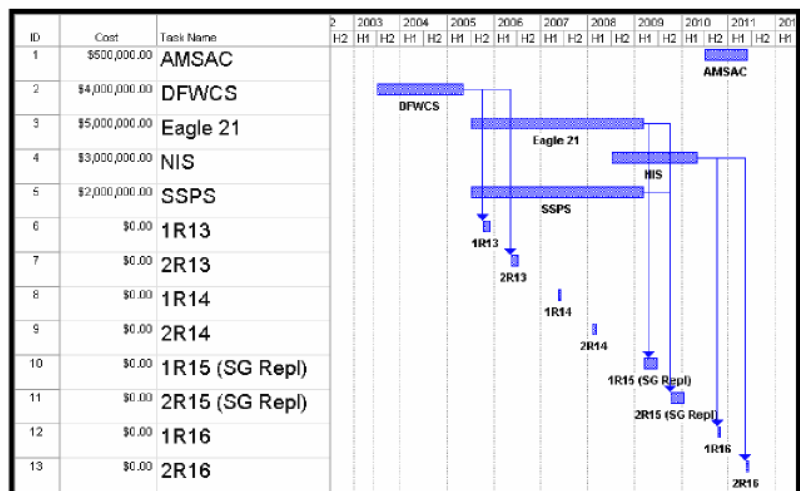 2 2003 2004 2005 2006 2007 2008 2009 2010 2011 201
ID Cost Task Name H2 H1 H2 H1 H2 H1 H2 H1 H2 H1 H2 H1 H2 H1 H2 H1 H2 H1 H2 H1
1 $500,000.00 AMSAC
AMSAC
2 $4,000,000.00 DFWCS
DFWCS
3 $5,000,000.00 Eagle 21
Eagle 21
4 $3,000,000.00 NIS
NIS
5 $2,000,000.00 SSPS
SSPS
6 $0.00 1R13
1R13
7 $0.00 2R13
2R13
8 $0.00 1R14
1R14
9 $0.00 2R14
2R14
10 $0.00 1R15 (SG Repl)
1R15 (SG Repl)
11 $0.00 2R15 (SG Repl)
2R15 (SG Repl)
12 $0.00 1R16
1R16
13 $0.00 2R16
2R16